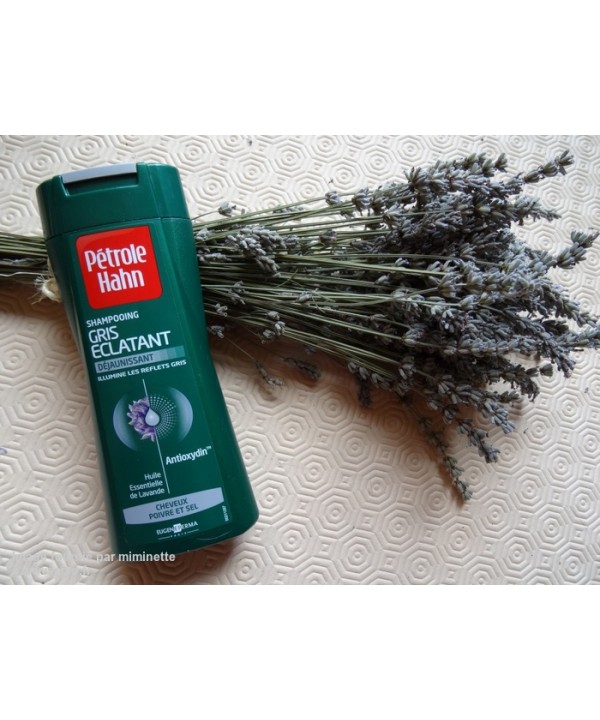 Pétrole
Hahn
SHAMPOOING
GRIS
ECLATANT
DÉJAUNISSANT
ILLUMINE LES REFLETS GRIS
Antioxydin™
Huile
Essentielle
de Lavande
CHEVEUX
POIVRE ET SEL
EUGENE PERMA
par miminette